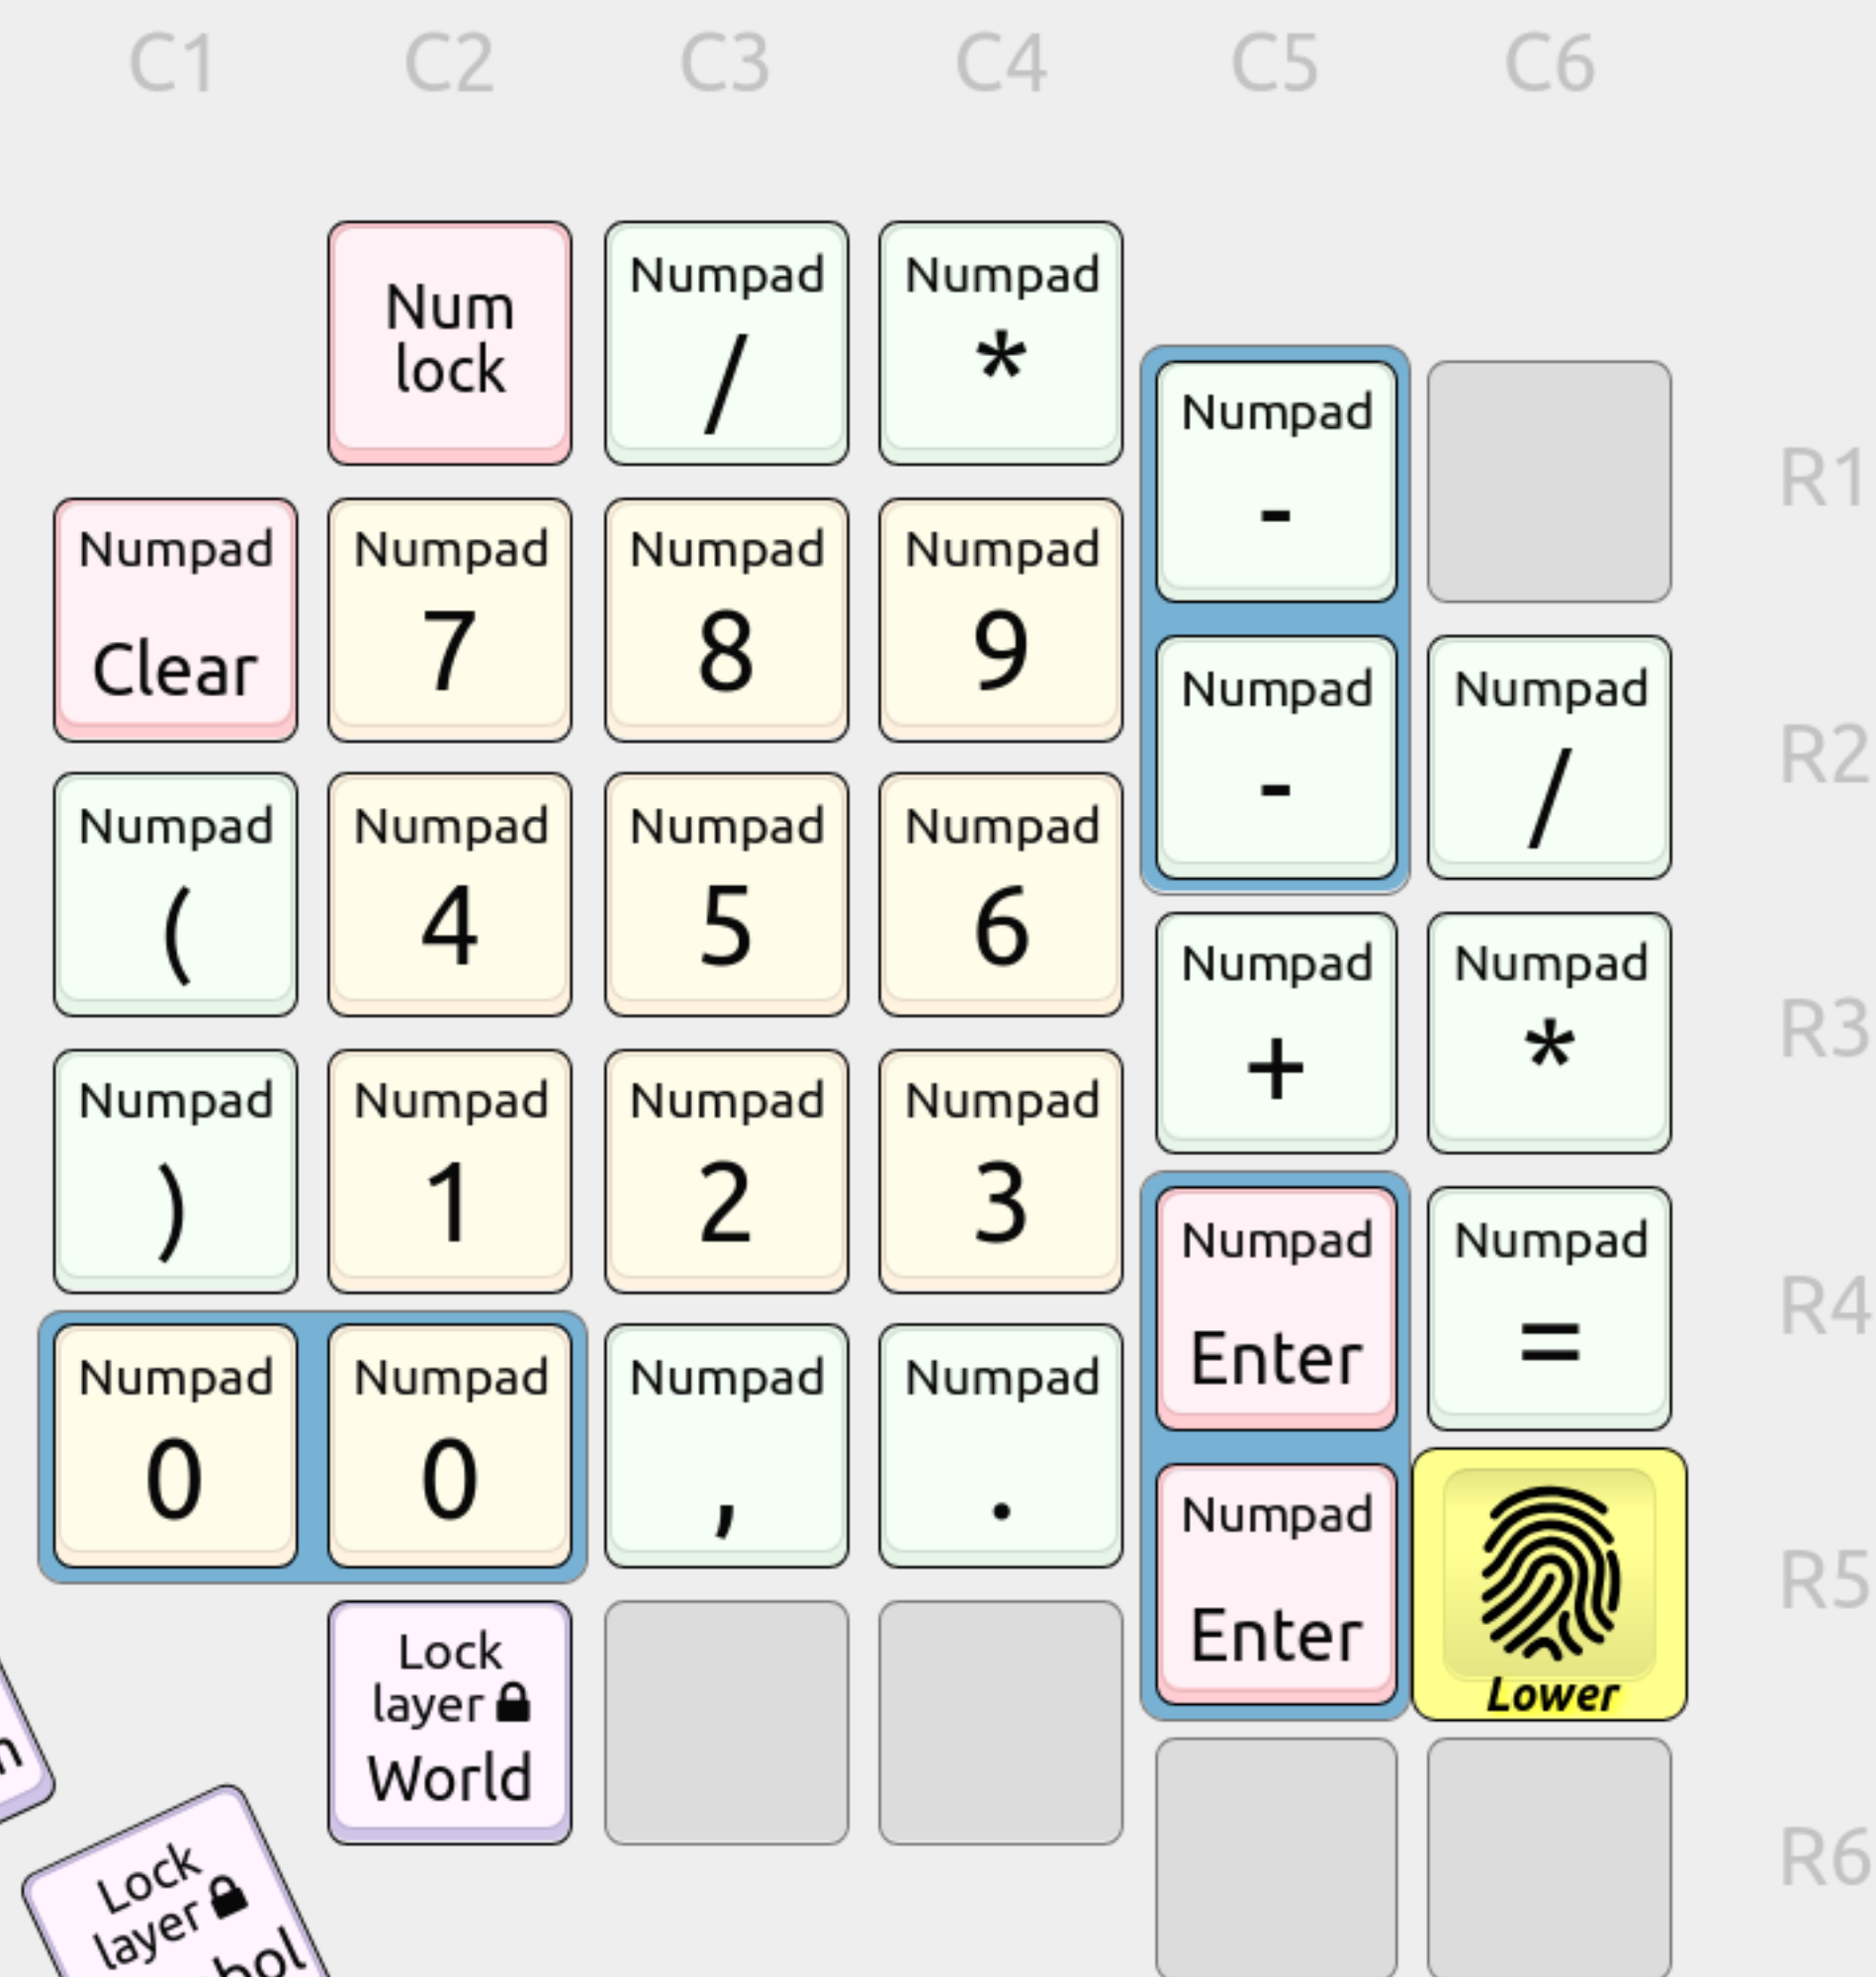 C1 C2 C3 C4 C5 C6
Num
lock
Numpad
/
Numpad
*
Numpad
-
R1
Numpad
Clear
Numpad
7
Numpad
8
Numpad
9
Numpad
-
Numpad
/
R2
Numpad
(
Numpad
4
Numpad
5
Numpad
6
Numpad
+
Numpad
*
R3
Numpad
)
Numpad
1
Numpad
2
Numpad
3
Numpad
Enter
Numpad
=
R4
Numpad
0
Numpad
0
Numpad
,
Numpad
.
Numpad
Enter
Lower
R5
Lock
layer
World
R6
Lock
layer